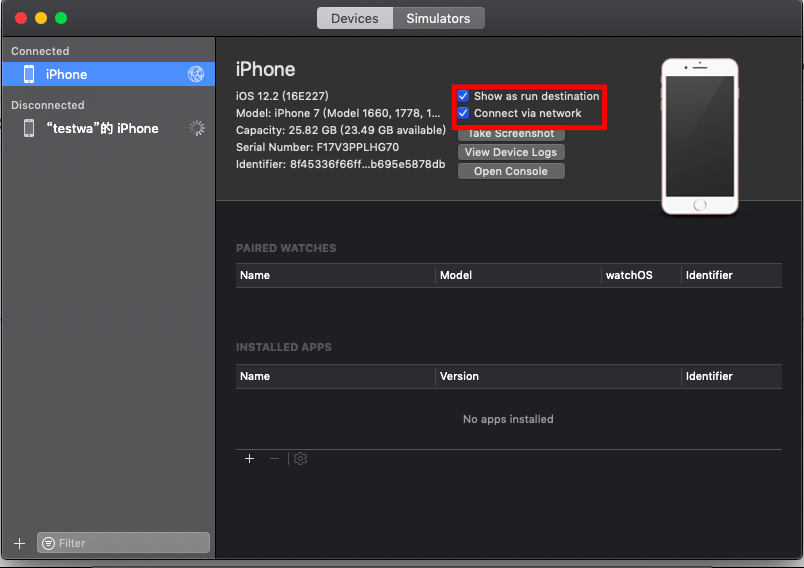 Devices
Simulators
Connected
iPhone
Disconnected
“testwa”的 iPhone
Filter
iPhone
iOS 12.2 (16E227)
Model: iPhone 7 (Model 1660, 1778, 1...
Capacity: 25.82 GB (23.49 GB available)
Serial Number: F17V3PPLHG70
Identifier: 8f45336f66ff...b695e5878db
Show as run destination
Connect via network
Take Screenshot
View Device Logs
Open Console
PAIRED WATCHES
Name Model watchOS Identifier
INSTALLED APPS
Name Version Identifier
No apps installed